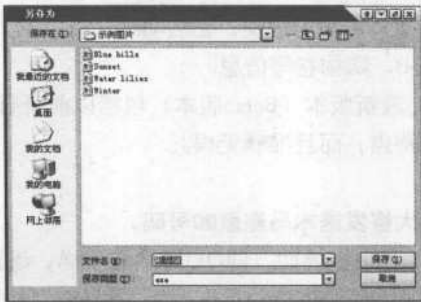 另存为
保存在(I):
示例图片
Blue hills
Sunset
Water lilies
Winter
我最近的文档
桌面
我的文档
我的电脑
网上邻居
文件名(N):
保存(S)
保存类型(T):
exe
取消